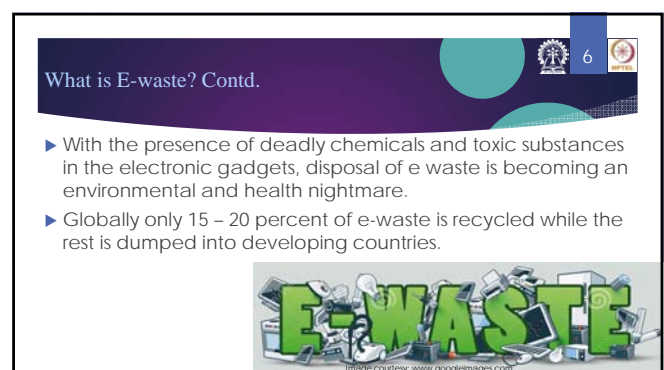 6
NPTEL
What is E-waste? Contd.
With the presence of deadly chemicals and toxic substances
in the electronic gadgets, disposal of e waste is becoming an
environmental and health nightmare.
Globally only 15 – 20 percent of e-waste is recycled while the
rest is dumped into developing countries.
E-WASTE
Image courtesy: www.googleimages.com